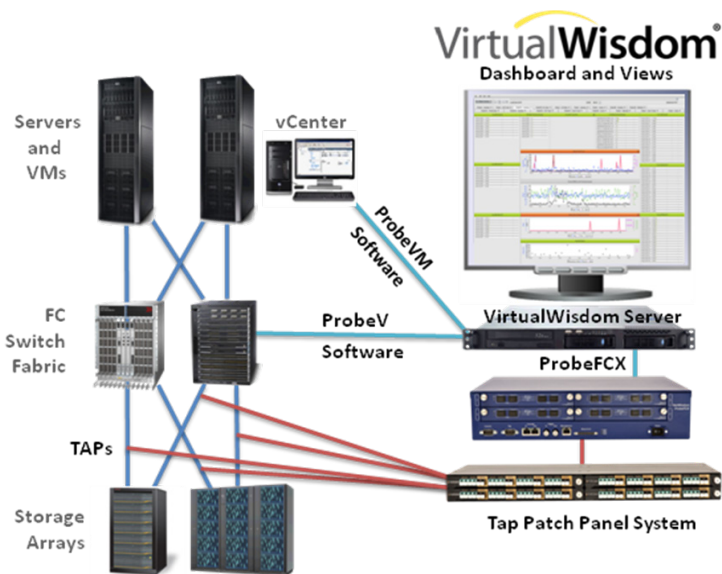 VirtualWisdom®
Dashboard and Views
Servers
and
VMs
vCenter
ProbeVM
Software
FC
Switch
Fabric
ProbeV
Software
VirtualWisdom Server
ProbeFCX
TAPs
Storage
Arrays
Tap Patch Panel System